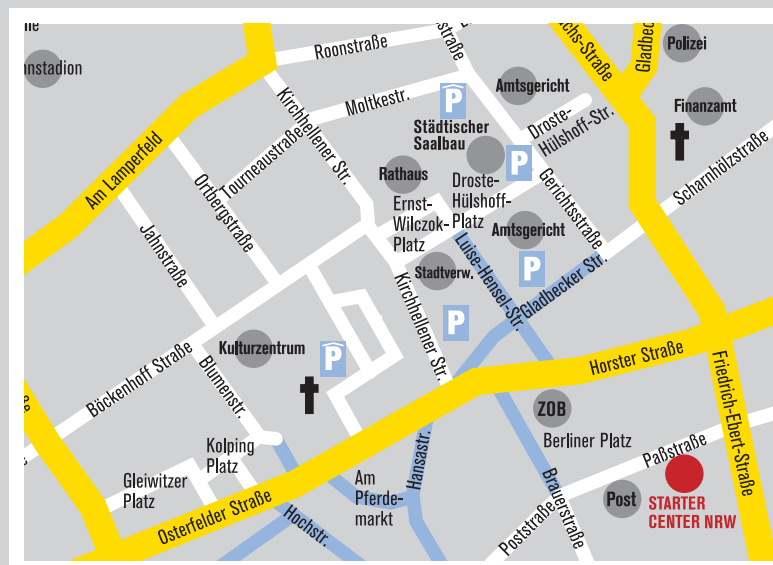 Roonstraße
Polizei
nnstadion
Moltkestr.
P
Amtsgericht
Finanzamt
Städtischer
Saalbau
Droste-
Hülshoff-Str.
Kirchhellener Str.
Tourneaustraße
Am Lamperfeld
Ortbergstraße
Jahnstraße
Rathaus
Ernst-
Wilczok-
Platz
Droste-
Hülshoff-
Platz
P
Gerichtsstraße
Scharnhölzstraße
Amtsgericht
Stadtverw.
Luise-Hensel-Str.
P
Gladbecker Str.
Kirchhellener Str.
P
Kulturzentrum
P
Böckenhoff Straße
Blumenstr.
Horster Straße
Friedrich-Ebert-Straße
ZOB
Berliner Platz
Kolping
Platz
Gleiwitzer
Platz
Osterfelder Straße
Am
Pferde-
markt
Hansastr.
Hochstr.
Brauerstraße
Poststraße
Paßstraße
Post
STARTER
CENTER NRW